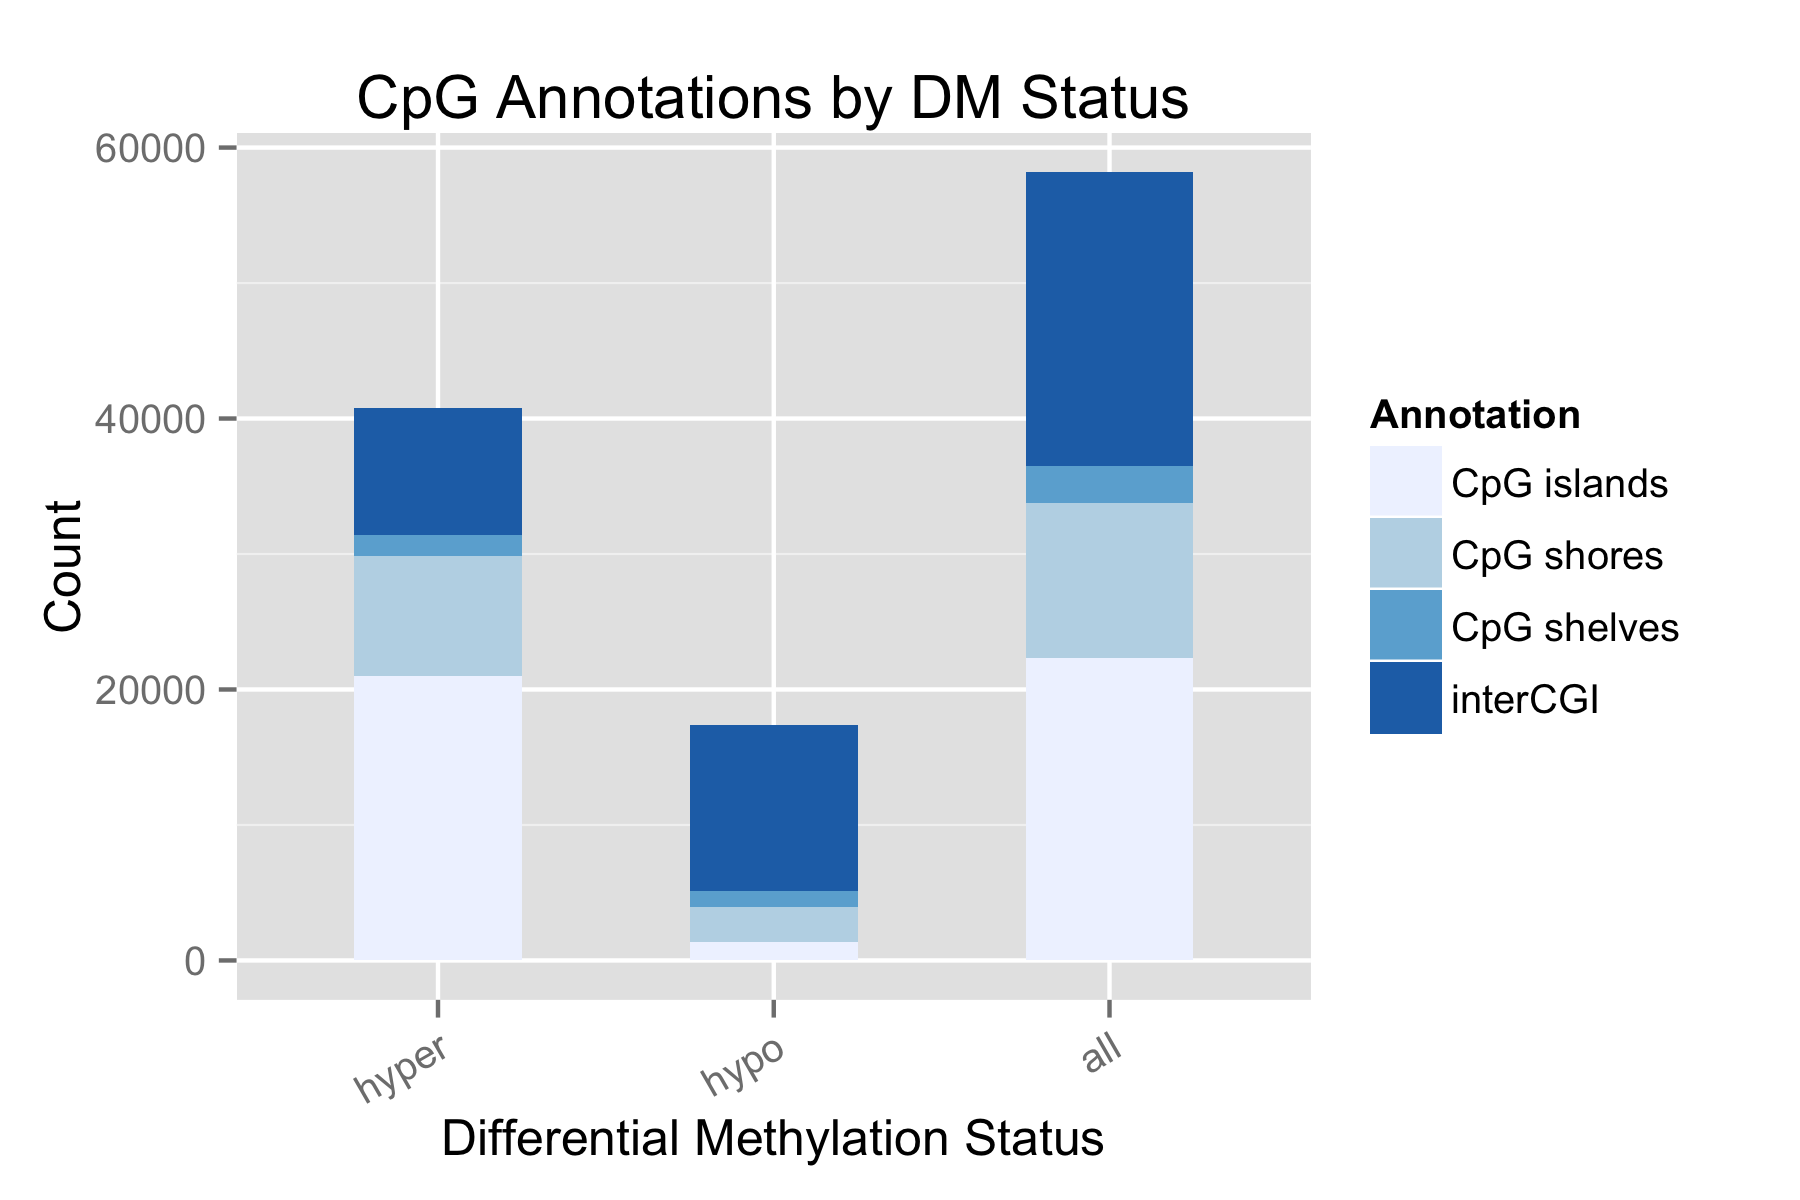 CpG Annotations by DM Status
60000
40000
20000
0
Count
hyper
hypo
all
Differential Methylation Status
Annotation
CpG islands
CpG shores
CpG shelves
interCGI